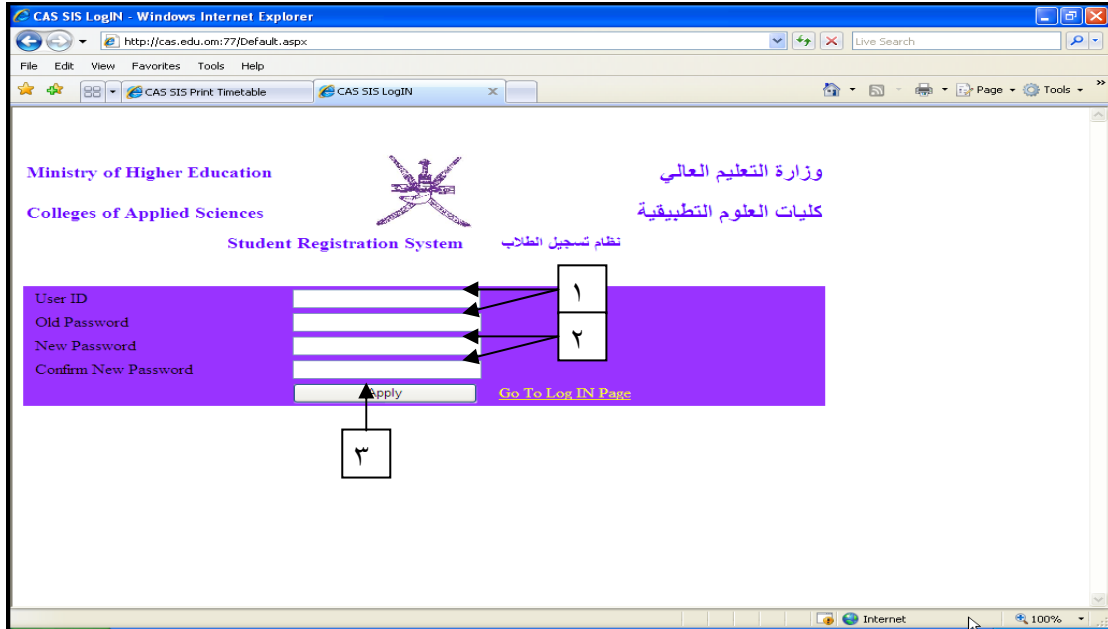 CAS SIS LogIN - Windows Internet Explorer
http://cas.edu.om:77/Default.aspx
Live Search
File Edit View Favorites Tools Help
CAS SIS Print Timetable
CAS SIS LogIN
Page
Tools
Ministry of Higher Education
وزارة التعليم العالي
Colleges of Applied Sciences
كليات العلوم التطبيقية
Student Registration System
نظام تسجيل الطلاب
User ID
١
Old Password
New Password
٢
Confirm New Password
Apply
Go To Log IN Page
٣
Internet
100%